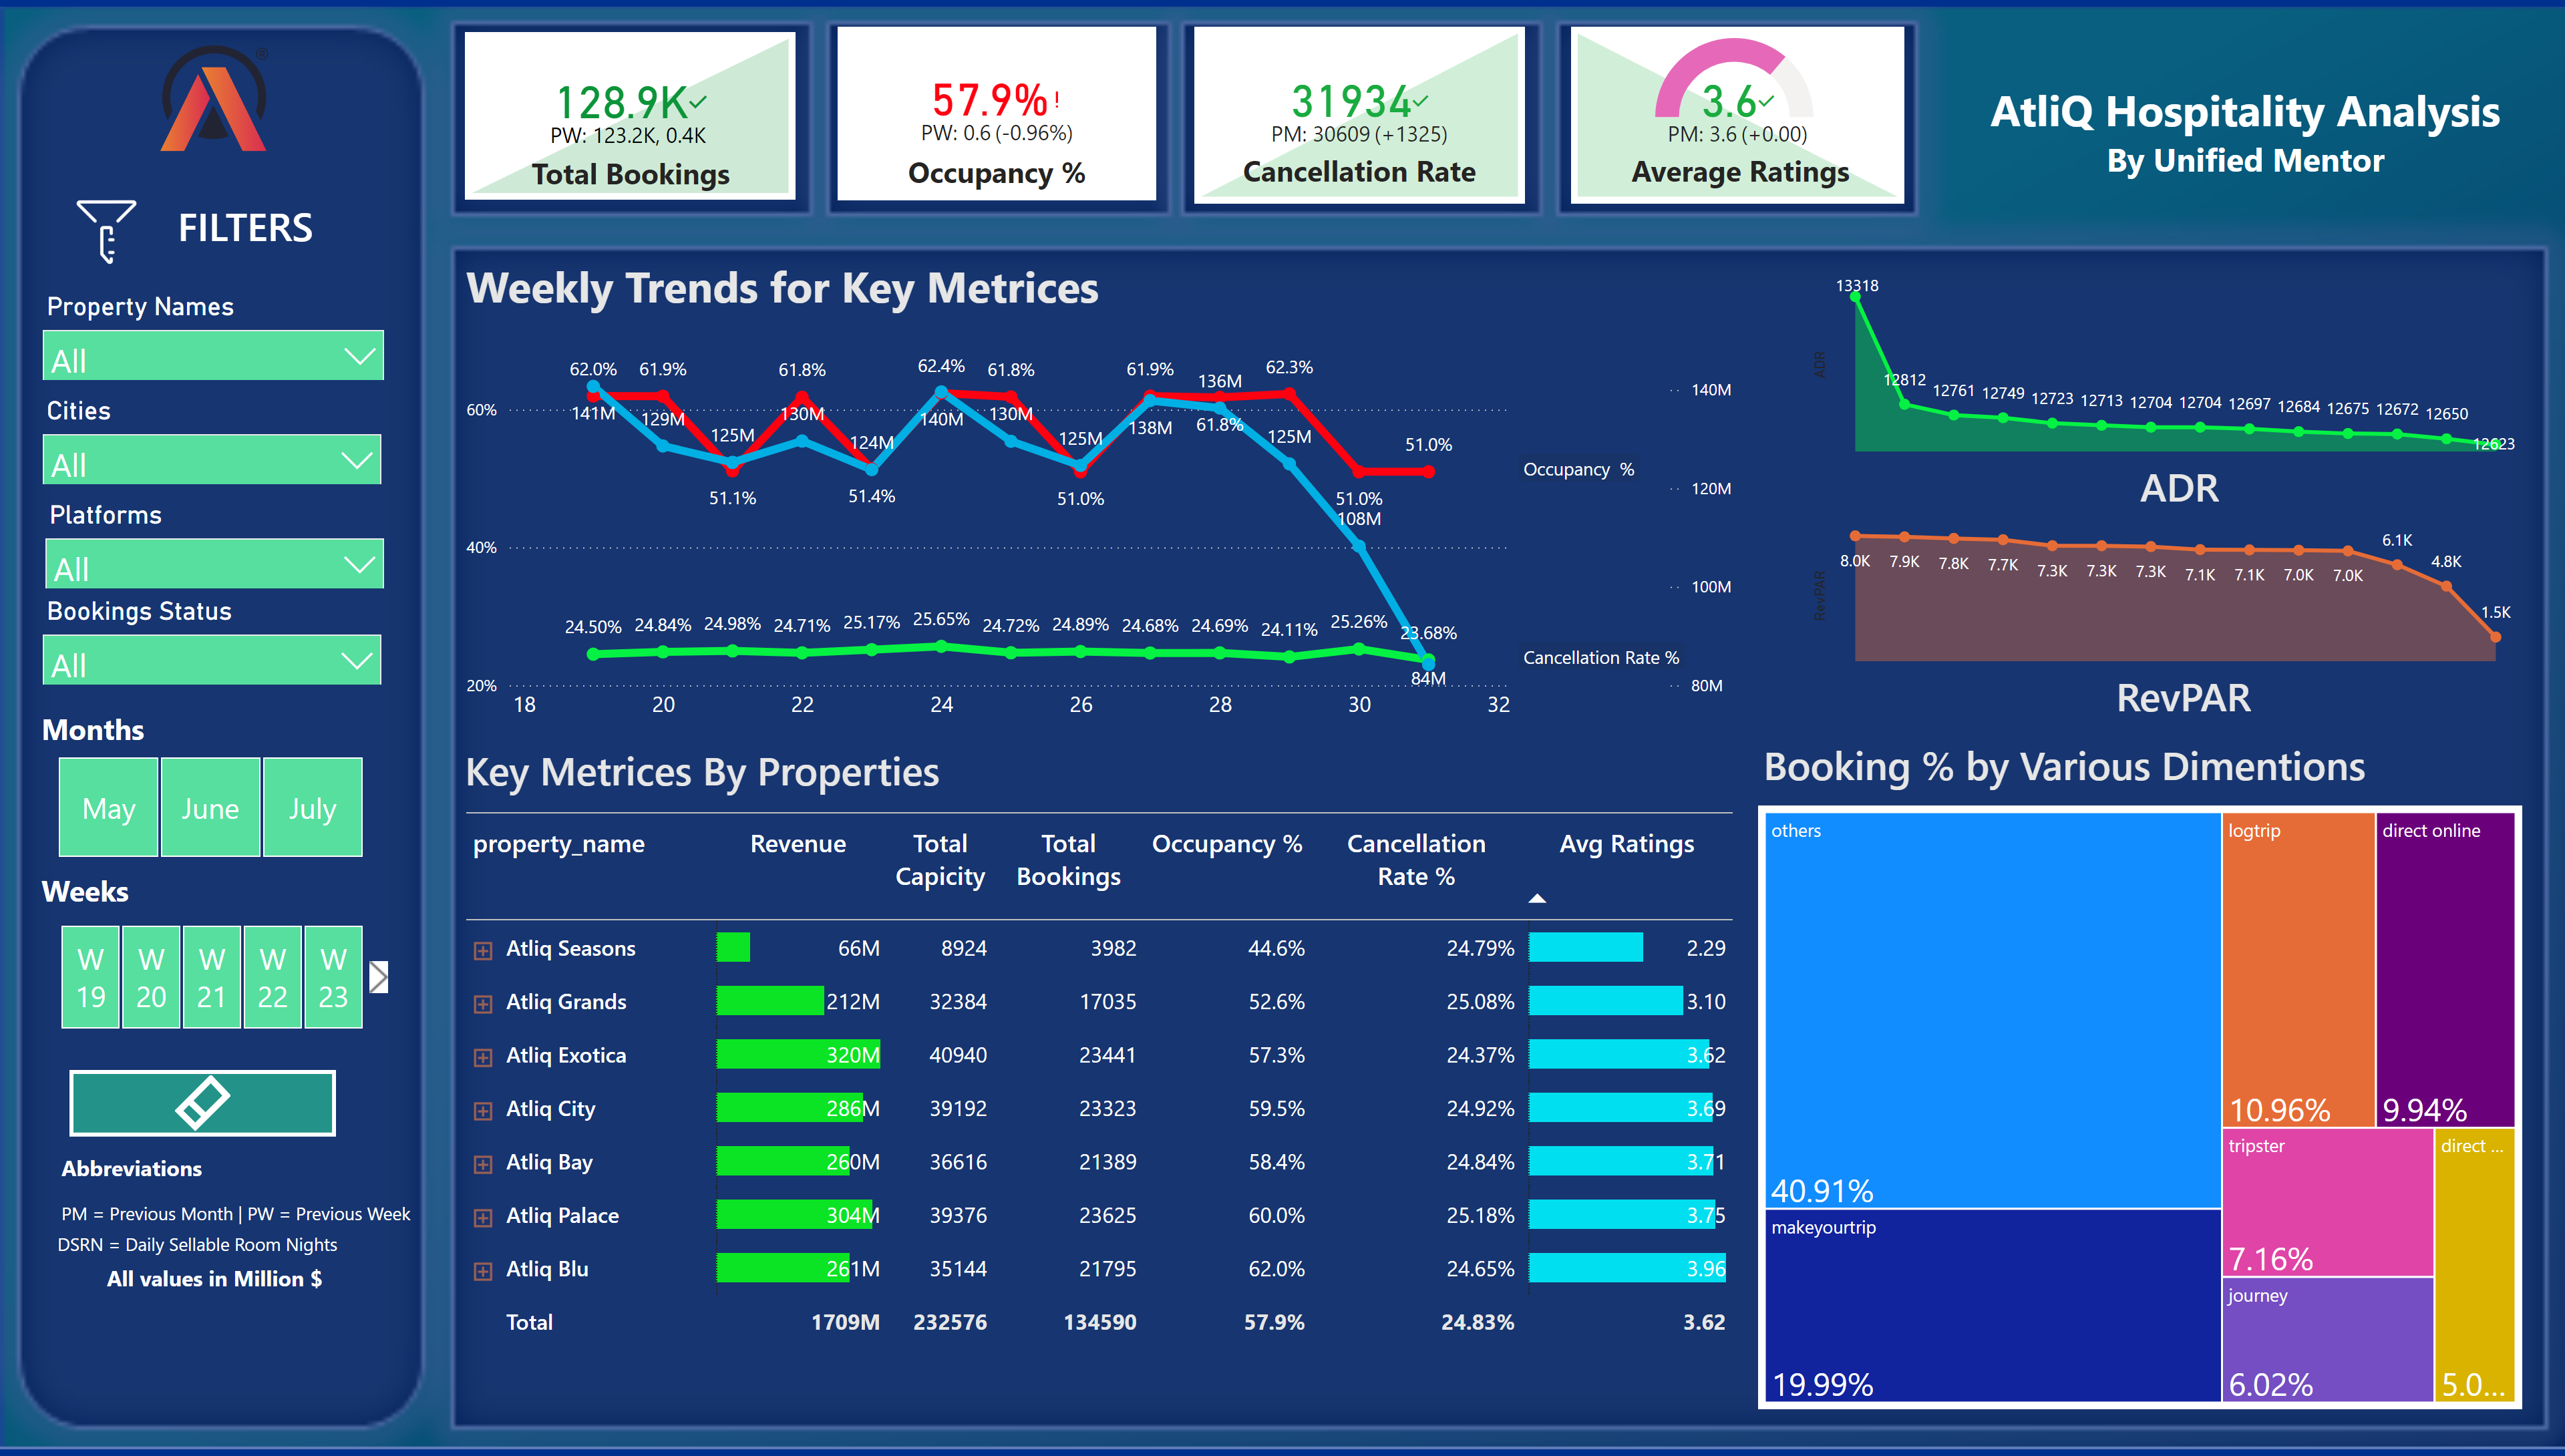 ®
FILTERS
Property Names
All
Cities
All
Platforms
All
Bookings Status
All
Months
May June July
Weeks
W 19
W 20
W 21
W 22
W 23
Abbreviations
PM = Previous Month | PW = Previous Week
DSRN = Daily Sellable Room Nights
All values in Million $
128.9K
PW: 123.2K, 0.4K
Total Bookings
57.9%!
PW: 0.6 (-0.96%)
Occupancy %
31934
PM: 30609 (+1325)
Cancellation Rate
3.6
PM: 3.6 (+0.00)
Average Ratings
AtliQ Hospitality Analysis
By Unified Mentor
Weekly Trends for Key Metrices
62.0% 61.9% 51.1% 61.8% 51.4% 62.4% 61.8% 51.0% 61.9% 61.8% 62.3% 51.0% 51.0%
141M 129M 125M 130M 124M 140M 130M 125M 138M 136M 125M 108M 84M
24.50% 24.84% 24.98% 24.71% 25.17% 25.65% 24.72% 24.89% 24.68% 24.69% 24.11% 25.26% 23.68%
60%
40%
20%
18 20 22 24 26 28 30 32
140M
120M
100M
80M
Occupancy %
Cancellation Rate %
ADR
13318 12812 12761 12749 12723 12713 12704 12704 12697 12684 12675 12672 12650 12623
ADR
RevPAR
8.0K 7.9K 7.8K 7.7K 7.3K 7.3K 7.3K 7.1K 7.1K 7.0K 7.0K 6.1K 4.8K 1.5K
RevPAR
Key Metrices By Properties
property_name Revenue Total Capicity Total Bookings Occupancy % Cancellation Rate % Avg Ratings
Atliq Seasons 66M 8924 3982 44.6% 24.79% 2.29
Atliq Grands 212M 32384 17035 52.6% 25.08% 3.10
Atliq Exotica 320M 40940 23441 57.3% 24.37% 3.62
Atliq City 286M 39192 23323 59.5% 24.92% 3.69
Atliq Bay 260M 36616 21389 58.4% 24.84% 3.71
Atliq Palace 304M 39376 23625 60.0% 25.18% 3.75
Atliq Blu 261M 35144 21795 62.0% 24.65% 3.96
Total 1709M 232576 134590 57.9% 24.83% 3.62
Booking % by Various Dimentions
others
40.91%
makeyourtrip
19.99%
logtrip
10.96%
direct online
9.94%
tripster
7.16%
journey
6.02%
direct ...
5.0...